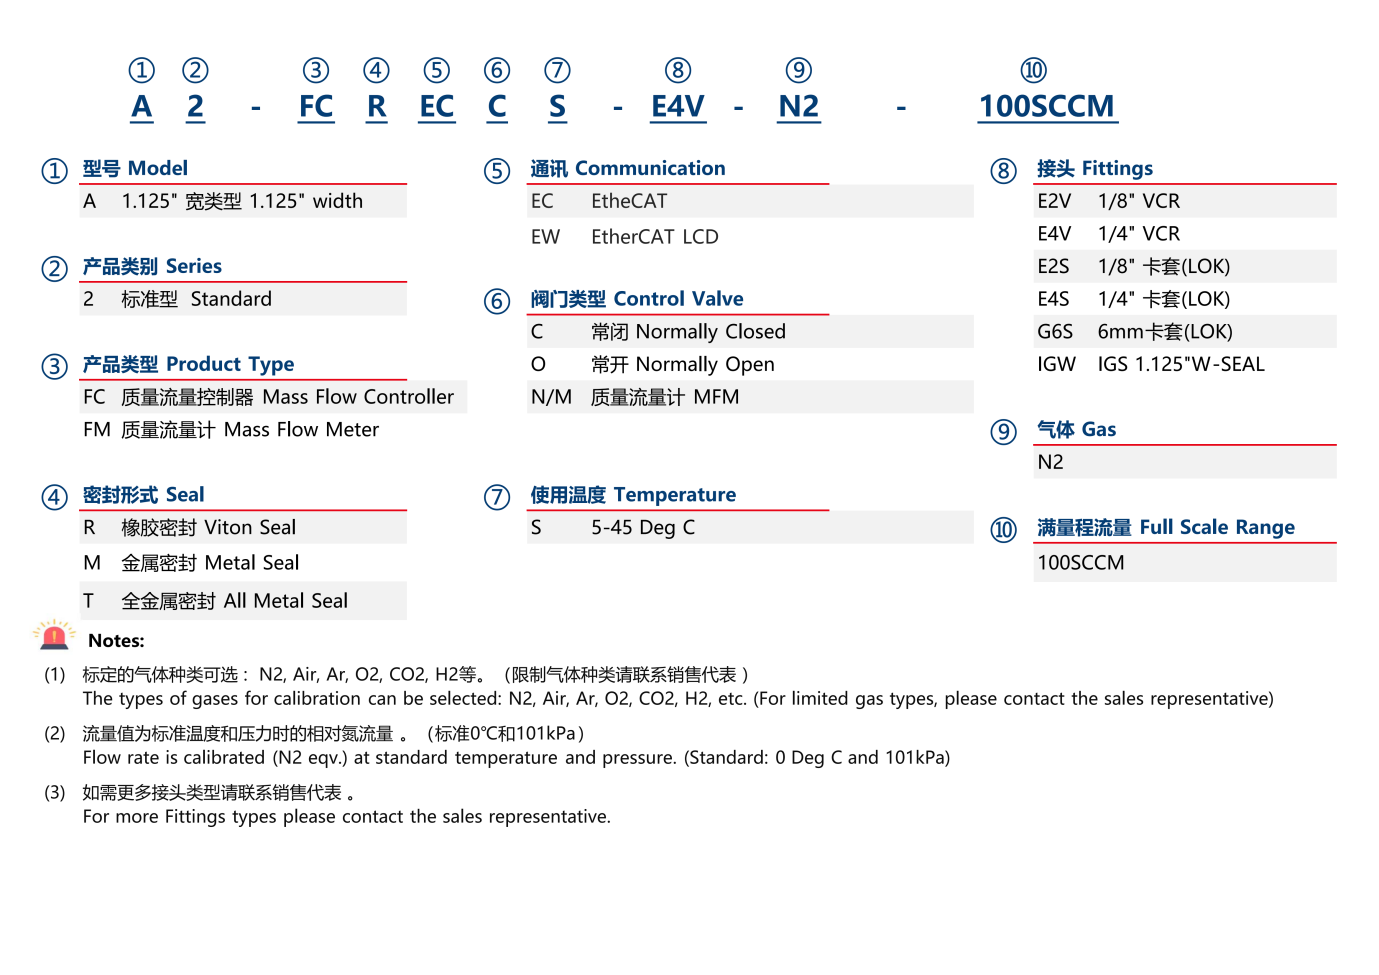 ① ② ③ ④ ⑤ ⑥ ⑦ ⑧ ⑨ ⑩
A 2 - FC R EC C S - E4V - N2 - 100SCCM
① 型号 Model
A 1.125" 宽类型 1.125" width
② 产品类别 Series
2 标准型 Standard
③ 产品类型 Product Type
FC 质量流量控制器 Mass Flow Controller
FM 质量流量计 Mass Flow Meter
④ 密封形式 Seal
R 橡胶密封 Viton Seal
M 金属密封 Metal Seal
T 全金属密封 All Metal Seal
⑤ 通讯 Communication
EC EtheCAT
EW EtherCAT LCD
⑥ 阀门类型 Control Valve
C 常闭 Normally Closed
O 常开 Normally Open
N/M 质量流量计 MFM
⑦ 使用温度 Temperature
S 5-45 Deg C
⑧ 接头 Fittings
E2V 1/8" VCR
E4V 1/4" VCR
E2S 1/8" 卡套(LOK)
E4S 1/4" 卡套(LOK)
G6S 6mm卡套(LOK)
IGW IGS 1.125"W-SEAL
⑨ 气体 Gas
N2
⑩ 满量程流量 Full Scale Range
100SCCM
Notes:
(1) 标定的气体种类可选： N2, Air, Ar, O2, CO2, H2等。（限制气体种类请联系销售代表 ）
The types of gases for calibration can be selected: N2, Air, Ar, O2, CO2, H2, etc. (For limited gas types, please contact the sales representative)
(2) 流量值为标准温度和压力时的相对氮流量 。（标准0℃和101kPa）
Flow rate is calibrated (N2 eqv.) at standard temperature and pressure. (Standard: 0 Deg C and 101kPa)
(3) 如需更多接头类型请联系销售代表 。
For more Fittings types please contact the sales representative.